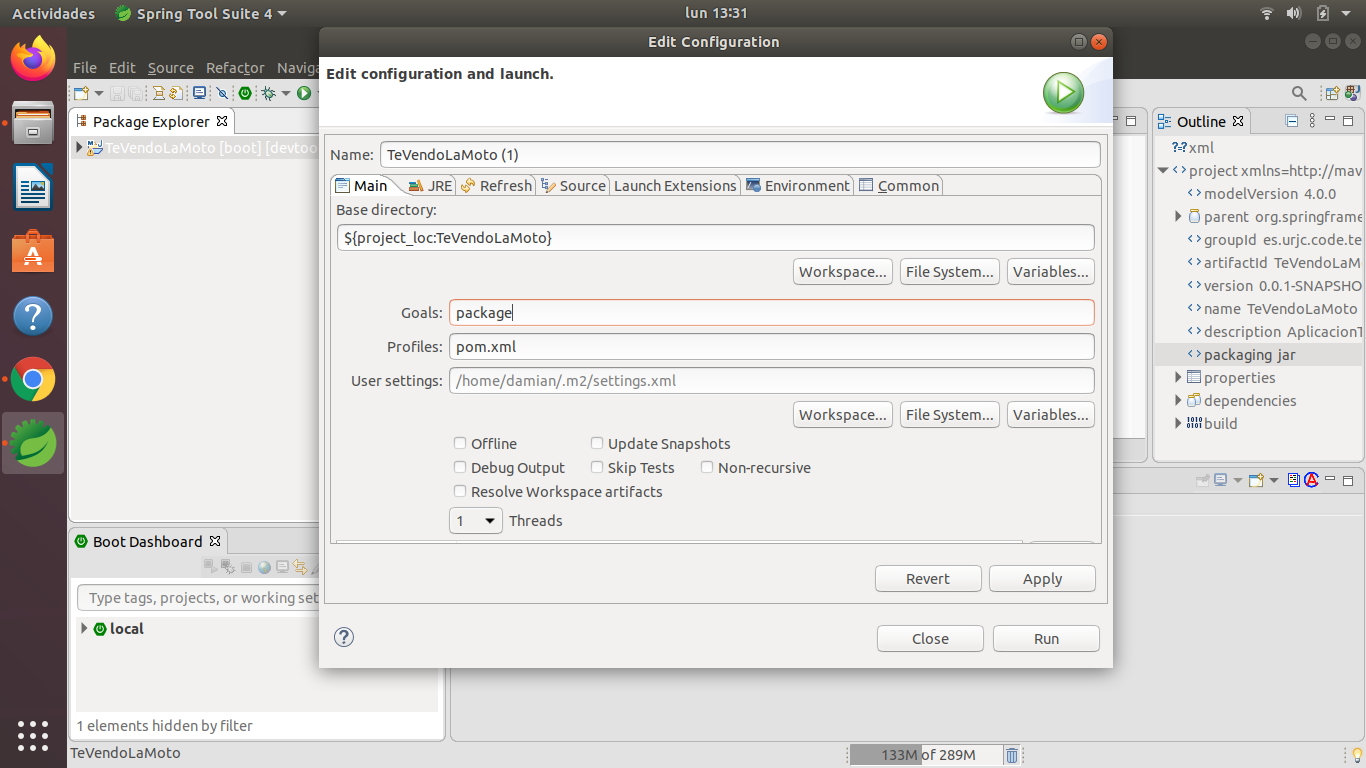 Actividades Spring Tool Suite 4 lun 13:31
Edit Configuration
File Edit Source Refactor Naviga
Edit configuration and launch.
Package Explorer
TeVendoLaMoto [boot] [devtoo
Name: TeVendoLaMoto (1)
Main JRE Refresh Source Launch Extensions Environment Common
Base directory:
${project_loc:TeVendoLaMoto}
Workspace... File System... Variables...
Goals: package
Profiles: pom.xml
User settings: /home/damian/.m2/settings.xml
Workspace... File System... Variables...
Offline Update Snapshots
Debug Output Skip Tests Non-recursive
Resolve Workspace artifacts
1 Threads
Revert Apply
Close Run
Outline
?=? xml
project xmlns=http://mav
modelVersion 4.0.0
parent org.springframe
groupId es.urjc.code.te
artifactId TeVendoLaM
version 0.0.1-SNAPSHO
name TeVendoLaMoto
description AplicacionT
packaging jar
properties
dependencies
build
Boot Dashboard
Type tags, projects, or working set
local
1 elements hidden by filter
TeVendoLaMoto
133M of 289M